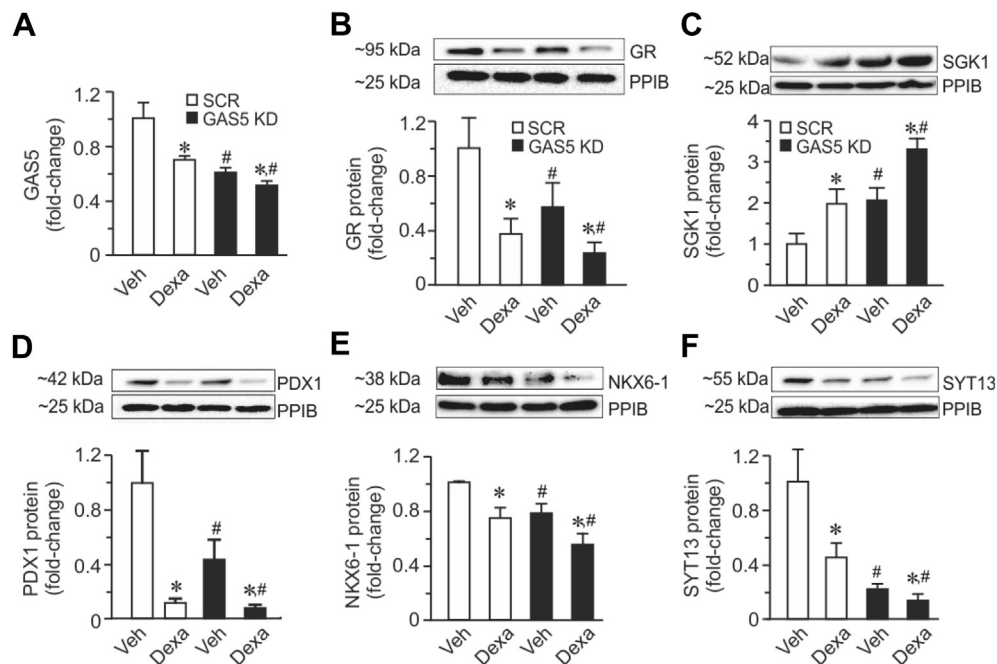 A
GAS5
(fold-change)
1.2
0.8
0.4
0
SCR
GAS5 KD
*
#
*,#
Veh
Dexa
Veh
Dexa
B
~95 kDa
GR
~25 kDa
PPIB
GR protein
(fold-change)
1.2
0.8
0.4
0
SCR
GAS5 KD
*
#
*,#
Veh
Dexa
Veh
Dexa
C
~52 kDa
SGK1
~25 kDa
PPIB
SGK1 protein
(fold-change)
4
3
2
1
0
SCR
GAS5 KD
*
#
*,#
Veh
Dexa
Veh
Dexa
D
~42 kDa
PDX1
~25 kDa
PPIB
PDX1 protein
(fold-change)
1.2
0.8
0.4
0
*
#
*,#
Veh
Dexa
Veh
Dexa
E
~38 kDa
NKX6-1
~25 kDa
PPIB
NKX6-1 protein
(fold-change)
1.2
0.8
0.4
0
*
#
*,#
Veh
Dexa
Veh
Dexa
F
~55 kDa
SYT13
~25 kDa
PPIB
SYT13 protein
(fold-change)
1.2
0.8
0.4
0
*
#
*,#
Veh
Dexa
Veh
Dexa